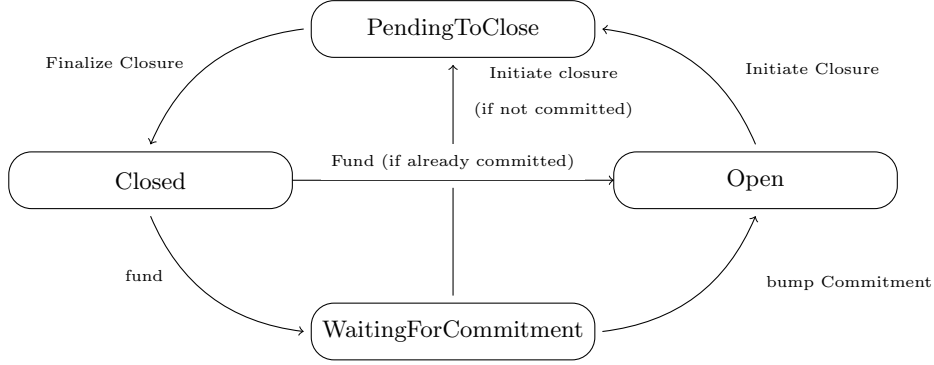 PendingToClose
Finalize Closure
Initiate closure
(if not committed)
Initiate Closure
Fund (if already committed)
Closed
Open
fund
bump Commitment
WaitingForCommitment